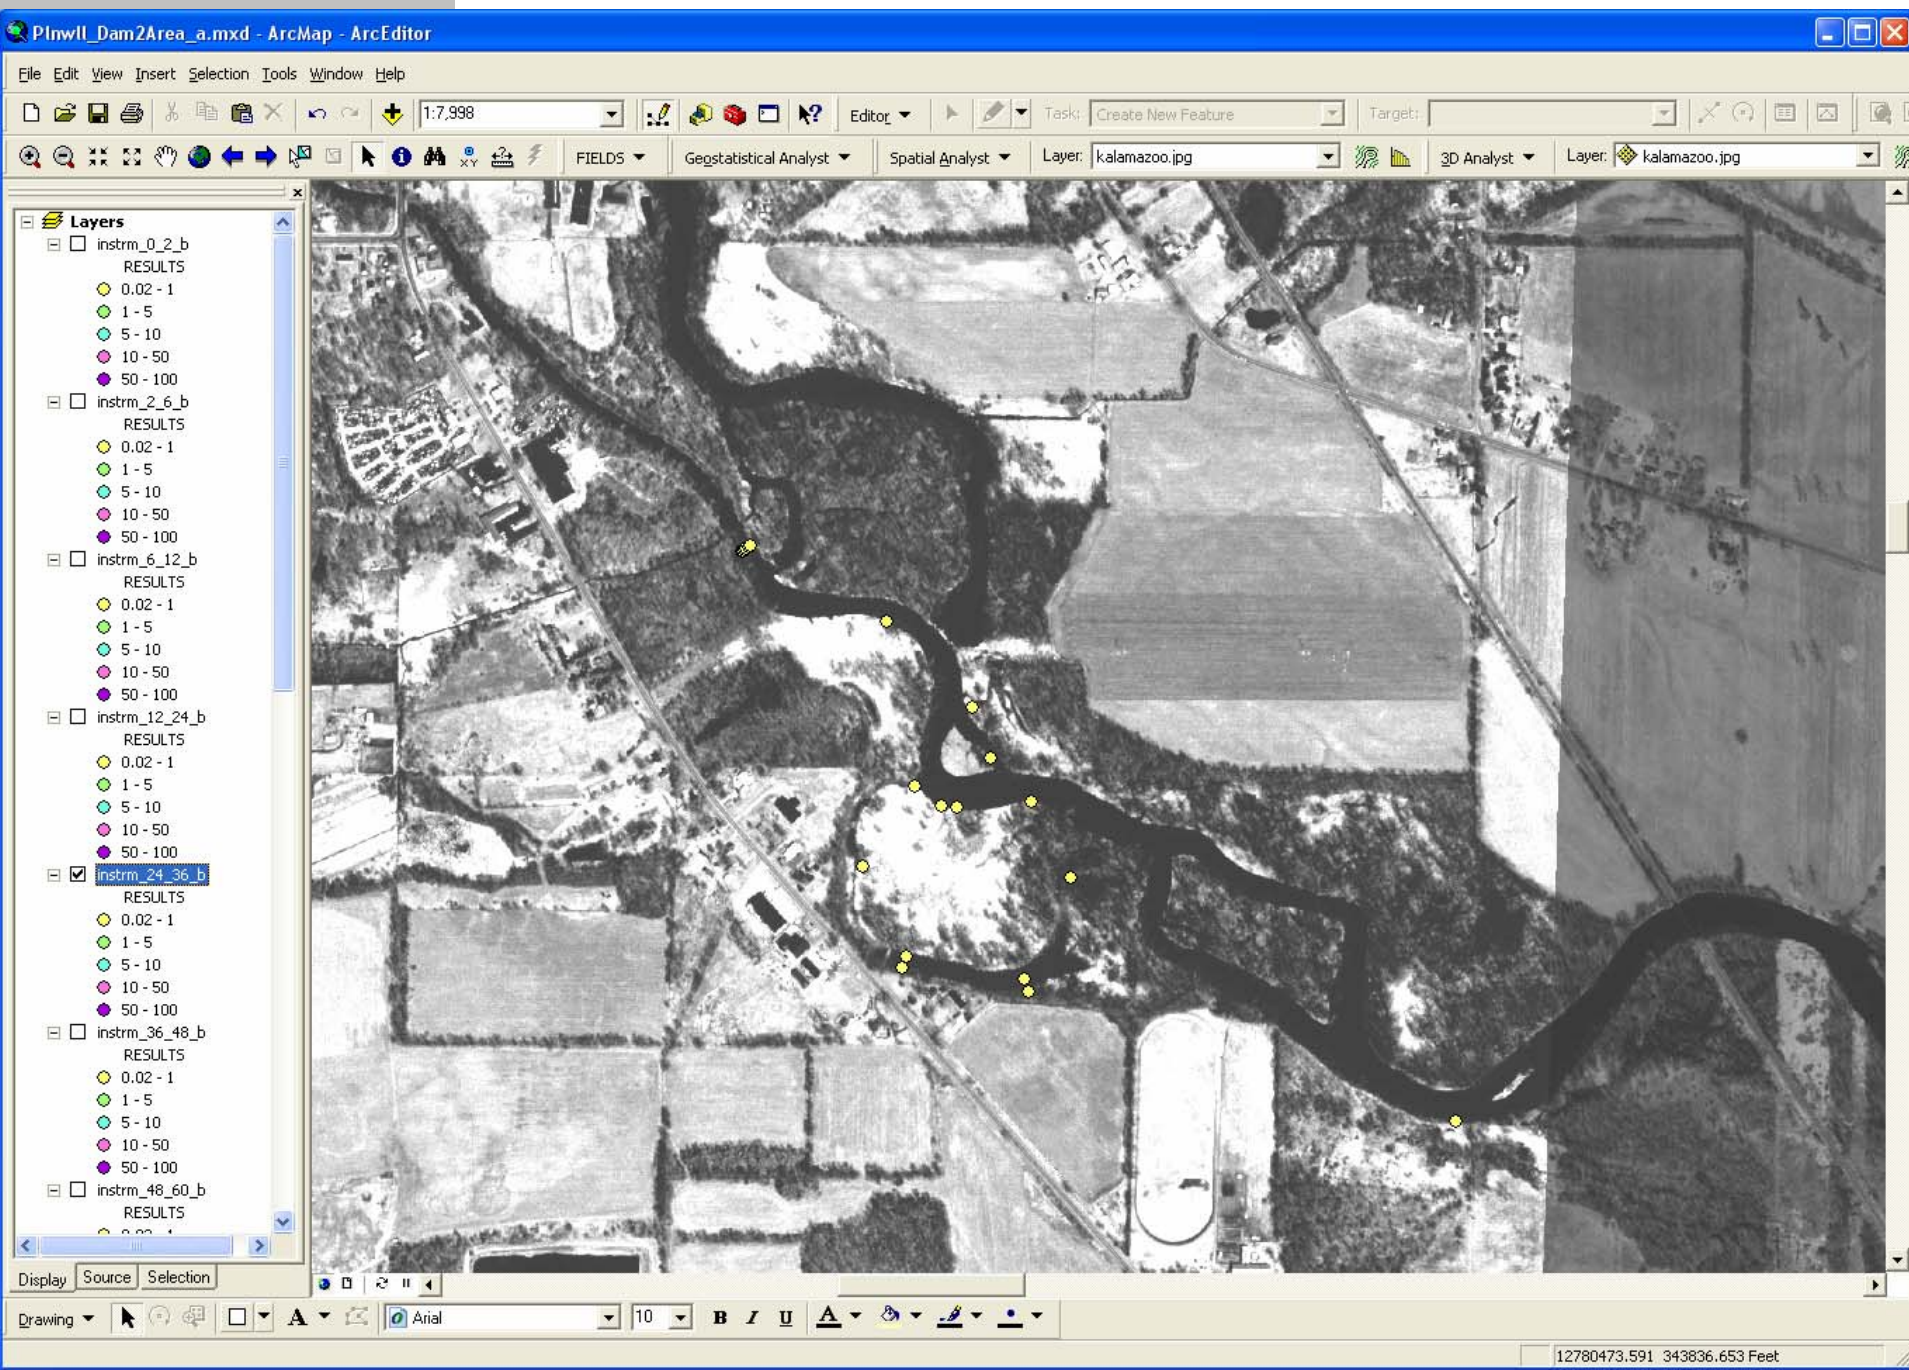 Plnwll_Dam2Area_a.mxd - ArcMap - ArcEditor
File Edit View Insert Selection Tools Window Help
1:7,998 Editor Task: Create New Feature Target:
XY FIELDS Geostatistical Analyst Spatial Analyst Layer: kalamazoo.jpg 3D Analyst Layer: kalamazoo.jpg
Layers
instrm_0_2_b
RESULTS
0.02 - 1
1 - 5
5 - 10
10 - 50
50 - 100
instrm_2_6_b
RESULTS
0.02 - 1
1 - 5
5 - 10
10 - 50
50 - 100
instrm_6_12_b
RESULTS
0.02 - 1
1 - 5
5 - 10
10 - 50
50 - 100
instrm_12_24_b
RESULTS
0.02 - 1
1 - 5
5 - 10
10 - 50
50 - 100
instrm_24_36_b
RESULTS
0.02 - 1
1 - 5
5 - 10
10 - 50
50 - 100
instrm_36_48_b
RESULTS
0.02 - 1
1 - 5
5 - 10
10 - 50
50 - 100
instrm_48_60_b
RESULTS
Display Source Selection
Drawing A Arial 10 B I U A
12780473.591 343836.653 Feet